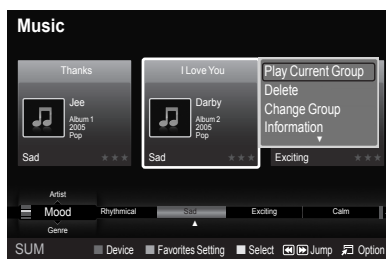 Music
Thanks
Jee
Album 1
2005
Pop
Sad
I Love You
Darby
Album 2
2005
Pop
Sad
Play Current Group
Delete
Change Group
Information
Exciting
Artist
Mood
Genre
Rhythmical Sad Exciting Calm
SUM Device Favorites Setting Select Jump Option